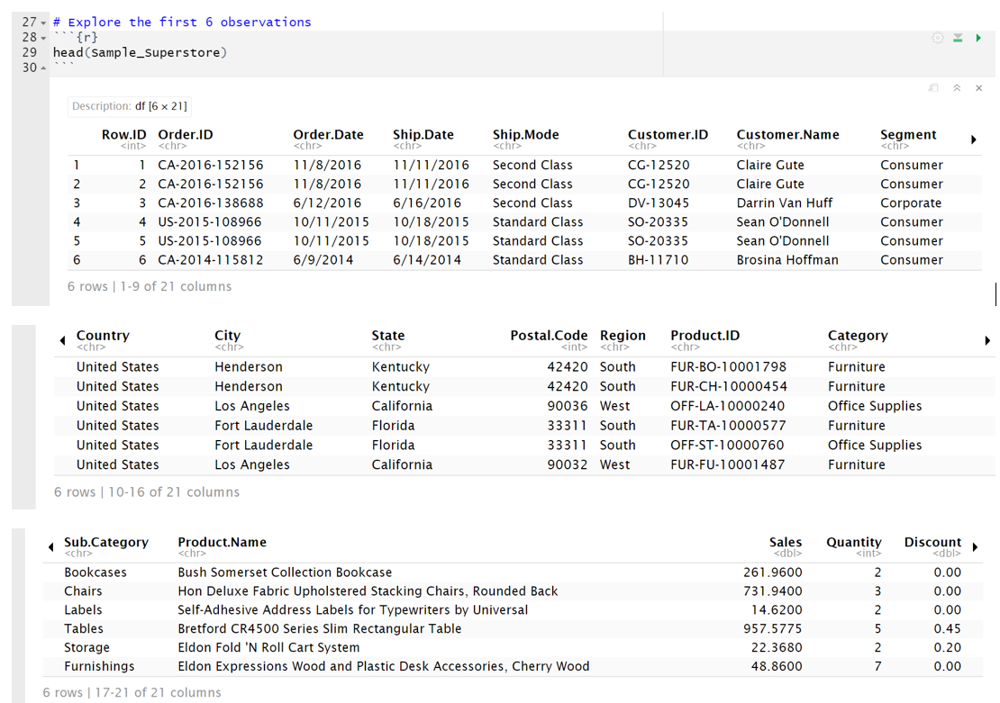 27 # Explore the first 6 observations
28 ```{r}
29 head(Sample_Superstore)
30 ```
Description: df [6 × 21]
Row.ID Order.ID Order.Date Ship.Date Ship.Mode Customer.ID Customer.Name Segment
<int> <chr> <chr> <chr> <chr> <chr> <chr> <chr>
1 1 CA-2016-152156 11/8/2016 11/11/2016 Second Class CG-12520 Claire Gute Consumer
2 2 CA-2016-152156 11/8/2016 11/11/2016 Second Class CG-12520 Claire Gute Consumer
3 3 CA-2016-138688 6/12/2016 6/16/2016 Second Class DV-13045 Darrin Van Huff Corporate
4 4 US-2015-108966 10/11/2015 10/18/2015 Standard Class SO-20335 Sean O'Donnell Consumer
5 5 US-2015-108966 10/11/2015 10/18/2015 Standard Class SO-20335 Sean O'Donnell Consumer
6 6 CA-2014-115812 6/9/2014 6/14/2014 Standard Class BH-11710 Brosina Hoffman Consumer
6 rows | 1-9 of 21 columns
Country City State Postal.Code Region Product.ID Category
<chr> <chr> <chr> <int> <chr> <chr> <chr>
United States Henderson Kentucky 42420 South FUR-BO-10001798 Furniture
United States Henderson Kentucky 42420 South FUR-CH-10000454 Furniture
United States Los Angeles California 90036 West OFF-LA-10000240 Office Supplies
United States Fort Lauderdale Florida 33311 South FUR-TA-10000577 Furniture
United States Fort Lauderdale Florida 33311 South OFF-ST-10000760 Office Supplies
United States Los Angeles California 90032 West FUR-FU-10001487 Furniture
6 rows | 10-16 of 21 columns
Sub.Category Product.Name Sales Quantity Discount
<chr> <chr> <dbl> <int> <dbl>
Bookcases Bush Somerset Collection Bookcase 261.9600 2 0.00
Chairs Hon Deluxe Fabric Upholstered Stacking Chairs, Rounded Back 731.9400 3 0.00
Labels Self-Adhesive Address Labels for Typewriters by Universal 14.6200 2 0.00
Tables Bretford CR4500 Series Slim Rectangular Table 957.5775 5 0.45
Storage Eldon Fold 'N Roll Cart System 22.3680 2 0.20
Furnishings Eldon Expressions Wood and Plastic Desk Accessories, Cherry Wood 48.8600 7 0.00
6 rows | 17-21 of 21 columns